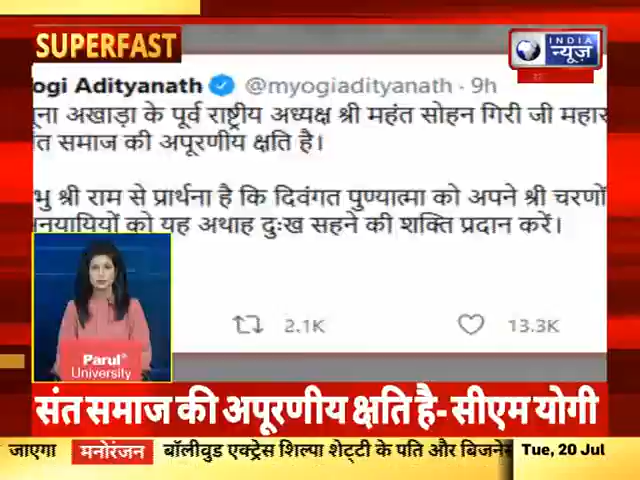 SUPERFAST
INDIA
न्यूज़
ogi Adityanath @myogiadityanath · 9h
ूना अखाड़ा के पूर्व राष्ट्रीय अध्यक्ष श्री महंत सोहन गिरी जी महार
ंत समाज की अपूरणीय क्षति है।
भु श्री राम से प्रार्थना है कि दिवंगत पुण्यात्मा को अपने श्री चरणों
अनुयायियों को यह अथाह दुःख सहने की शक्ति प्रदान करें।
2.1K 13.3K
Parul
University
संत समाज की अपूरणीय क्षति है- सीएम योगी
जाएगा मनोरंजन बॉलीवुड एक्ट्रेस शिल्पा शेट्टी के पति और बिजनेस Tue, 20 Jul